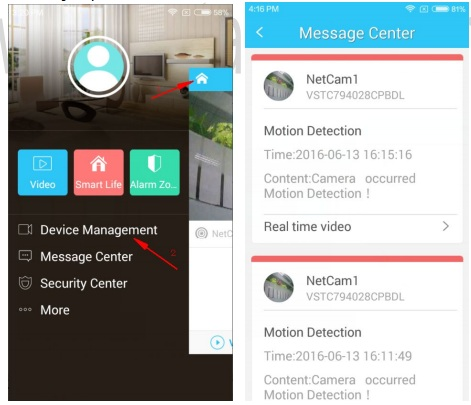 58%
Video
Smart Life
Alarm Zo...
Device Management
Message Center
Security Center
More
NetC
4:16 PM
81%
Message Center
NetCam1
VSTC794028CPBDL
Motion Detection
Time:2016-06-13 16:15:16
Content:Camera occurred
Motion Detection！
Real time video
NetCam1
VSTC794028CPBDL
Motion Detection
Time:2016-06-13 16:11:49
Content:Camera occurred
Motion Detection！